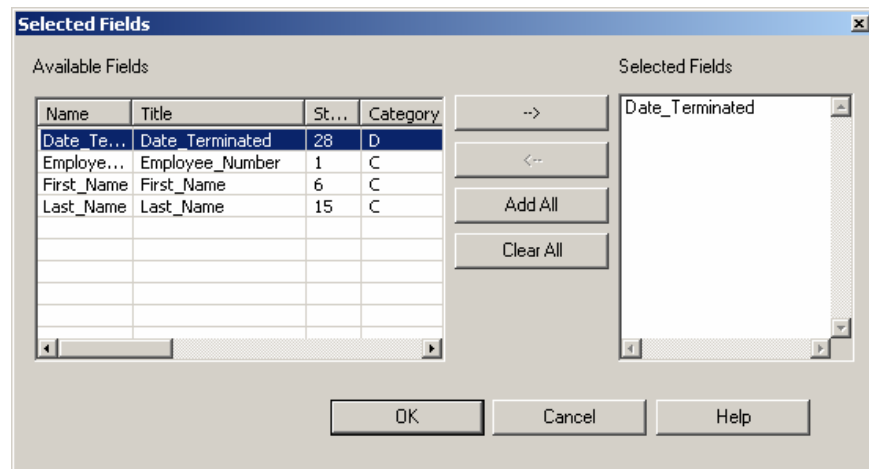 Selected Fields
Available Fields
Selected Fields
Name Title St... Category
Date_Te... Date_Terminated 28 D
Employe... Employee_Number 1 C
First_Name First_Name 6 C
Last_Name Last_Name 15 C
-->
<--
Add All
Clear All
Date_Terminated
OK Cancel Help